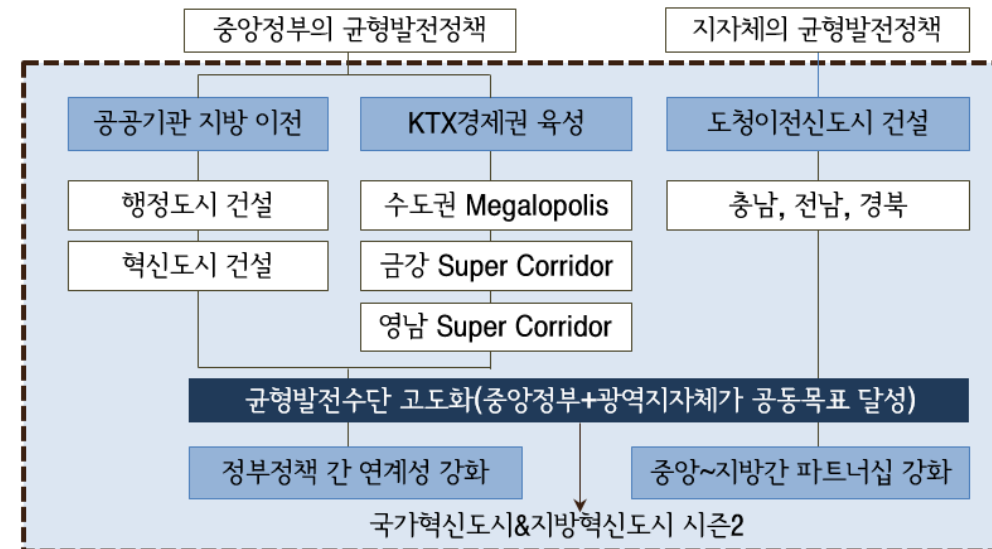 중앙정부의 균형발전정책
지자체의 균형발전정책
공공기관 지방 이전
KTX경제권 육성
도청이전신도시 건설
행정도시 건설
수도권 Megalopolis
충남, 전남, 경북
혁신도시 건설
금강 Super Corridor
영남 Super Corridor
균형발전수단 고도화(중앙정부+광역지자체가 공동목표 달성)
정부정책 간 연계성 강화
중앙~지방간 파트너십 강화
국가혁신도시&지방혁신도시 시즌2